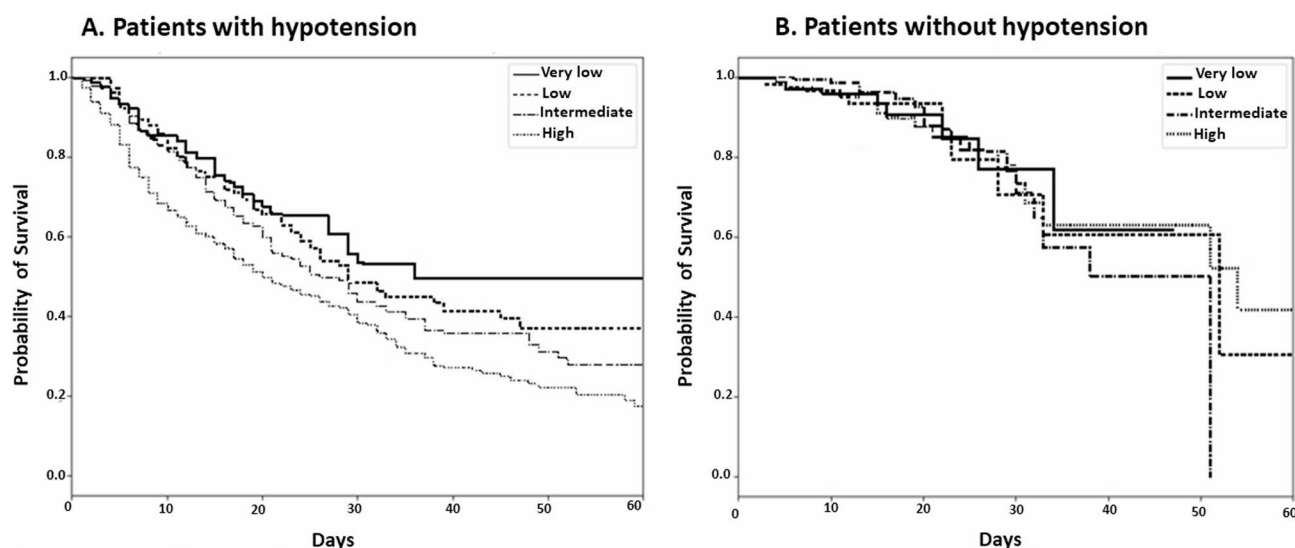 A. Patients with hypotension
Probability of Survival
1.0
0.8
0.6
0.4
0.2
0.0
Very low
Low
Intermediate
High
0 10 20 30 40 50 60
Days
B. Patients without hypotension
Probability of Survival
1.0
0.8
0.6
0.4
0.2
0.0
Very low
Low
Intermediate
High
0 10 20 30 40 50 60
Days